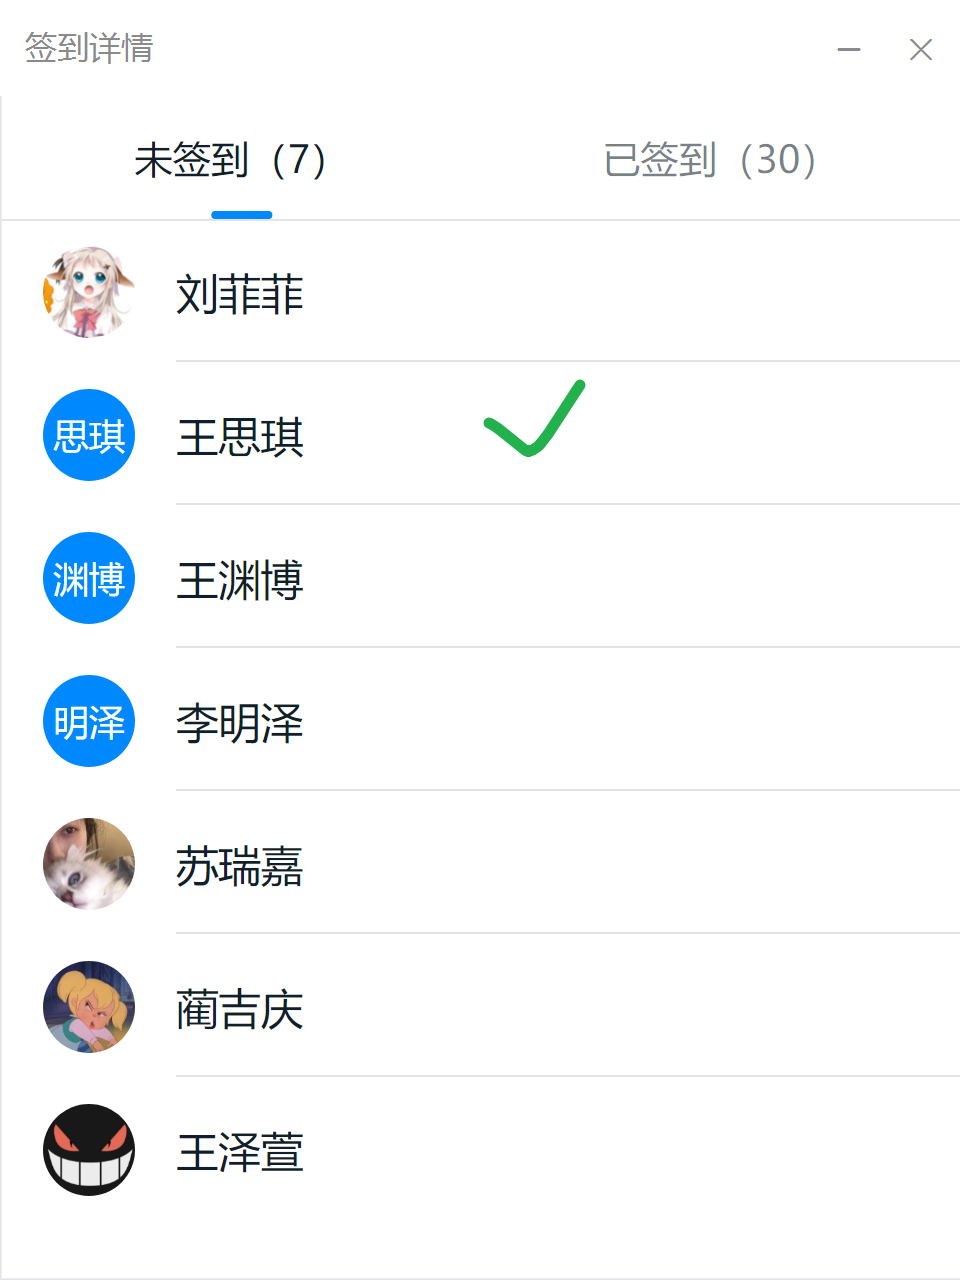 签到详情
未签到（7） 已签到（30）
刘菲菲
思琪 王思琪
渊博 王渊博
明泽 李明泽
苏瑞嘉
蔺吉庆
王泽萱